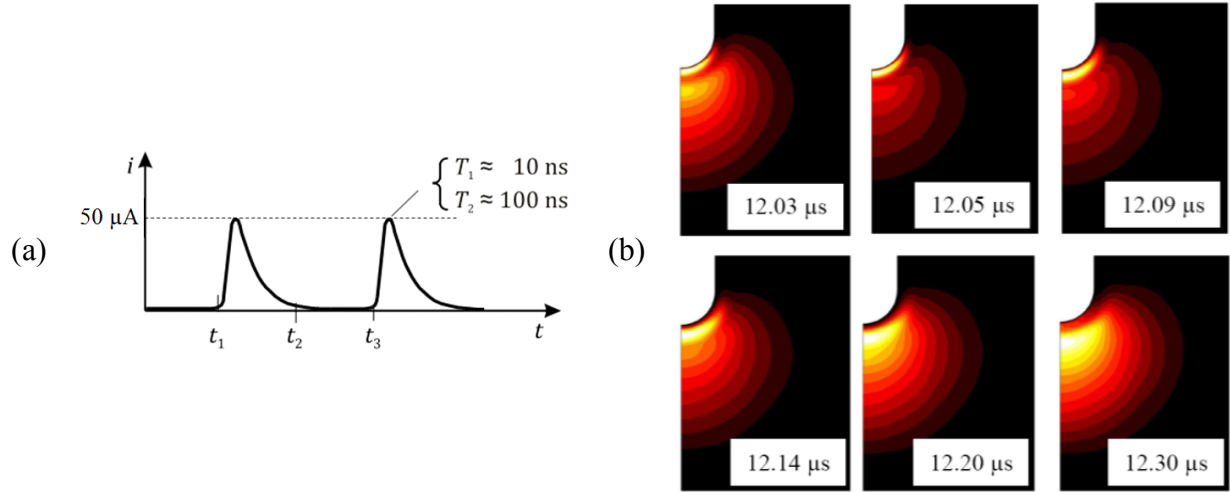 (a)
i
50 µA
T₁ ≈ 10 ns
T₂ ≈ 100 ns
t₁
t₂
t₃
t
(b)
12.03 µs
12.05 µs
12.09 µs
12.14 µs
12.20 µs
12.30 µs